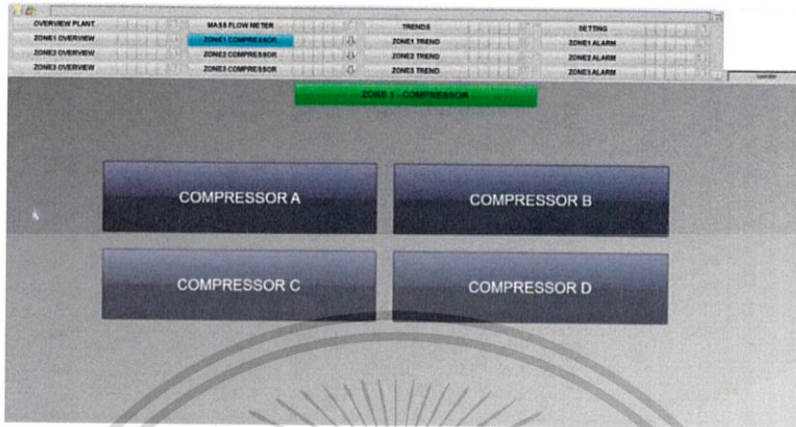 OVERVIEW PLANT MASS FLOW METER TRENDS SETTING
ZONE1 OVERVIEW ZONE1 COMPRESSOR ZONE1 TREND ZONE1 ALARM
ZONE2 OVERVIEW ZONE2 COMPRESSOR ZONE2 TREND ZONE2 ALARM
ZONE3 OVERVIEW ZONE3 COMPRESSOR ZONE3 TREND ZONE3 ALARM
ZONE 1 - COMPRESSOR
COMPRESSOR A COMPRESSOR B
COMPRESSOR C COMPRESSOR D